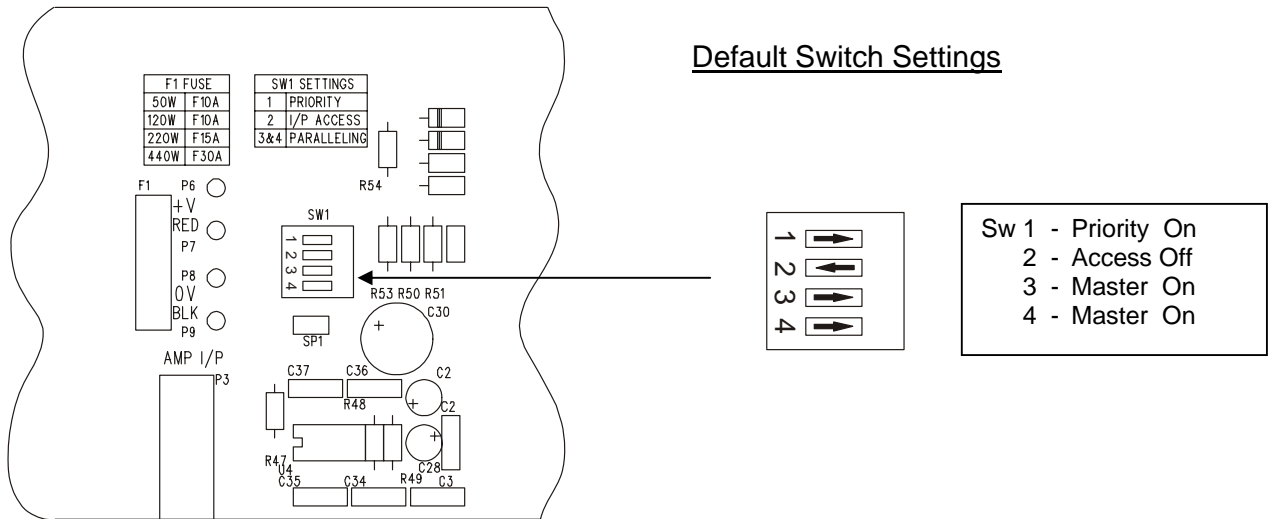 Default Switch Settings
F1 FUSE
50W F10A
120W F10A
220W F15A
440W F30A
SW1 SETTINGS
1 PRIORITY
2 I/P ACCESS
3&4 PARALLELING
R54
F1
P6
+V
RED
P7
P8
0V
BLK
P9
SW1
1
2
3
4
R53 R50 R51
C30
+
SP1
AMP I/P
P3
C37
C36
C2
R48
+
C2
+
R47
U4
C28
C35
C34
R49
C3
1
2
3
4
Sw 1 - Priority On
2 - Access Off
3 - Master On
4 - Master On